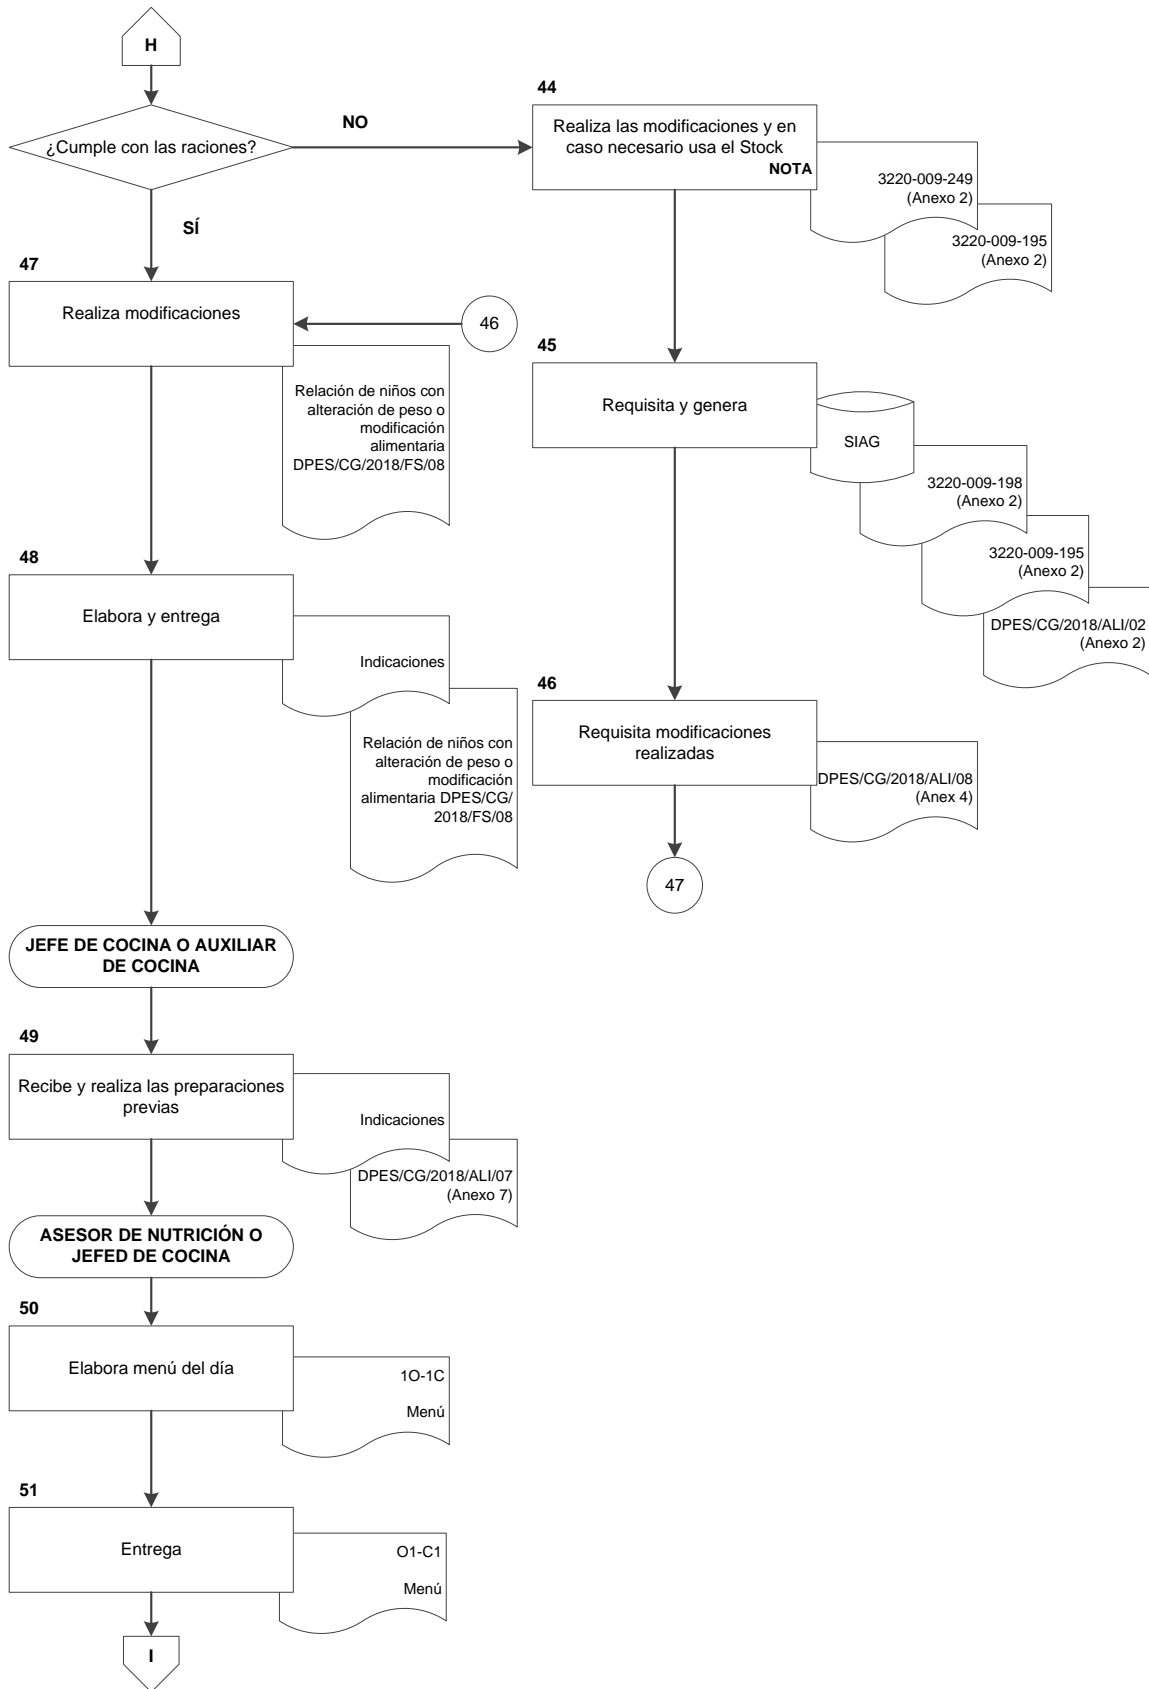 H
¿Cumple con las raciones?
NO
SÍ
44
Realiza las modificaciones y en
caso necesario usa el Stock
NOTA
3220-009-249
(Anexo 2)
3220-009-195
(Anexo 2)
47
Realiza modificaciones
46
Relación de niños con
alteración de peso o
modificación
alimentaria
DPES/CG/2018/FS/08
45
Requisita y genera
SIAG
3220-009-198
(Anexo 2)
3220-009-195
(Anexo 2)
DPES/CG/2018/ALI/02
(Anexo 2)
48
Elabora y entrega
Indicaciones
Relación de niños con
alteración de peso o
modificación
alimentaria DPES/CG/
2018/FS/08
46
Requisita modificaciones
realizadas
DPES/CG/2018/ALI/08
(Anex 4)
47
JEFE DE COCINA O AUXILIAR
DE COCINA
49
Recibe y realiza las preparaciones
previas
Indicaciones
DPES/CG/2018/ALI/07
(Anexo 7)
ASESOR DE NUTRICIÓN O
JEFED DE COCINA
50
Elabora menú del día
1O-1C
Menú
51
Entrega
O1-C1
Menú
I